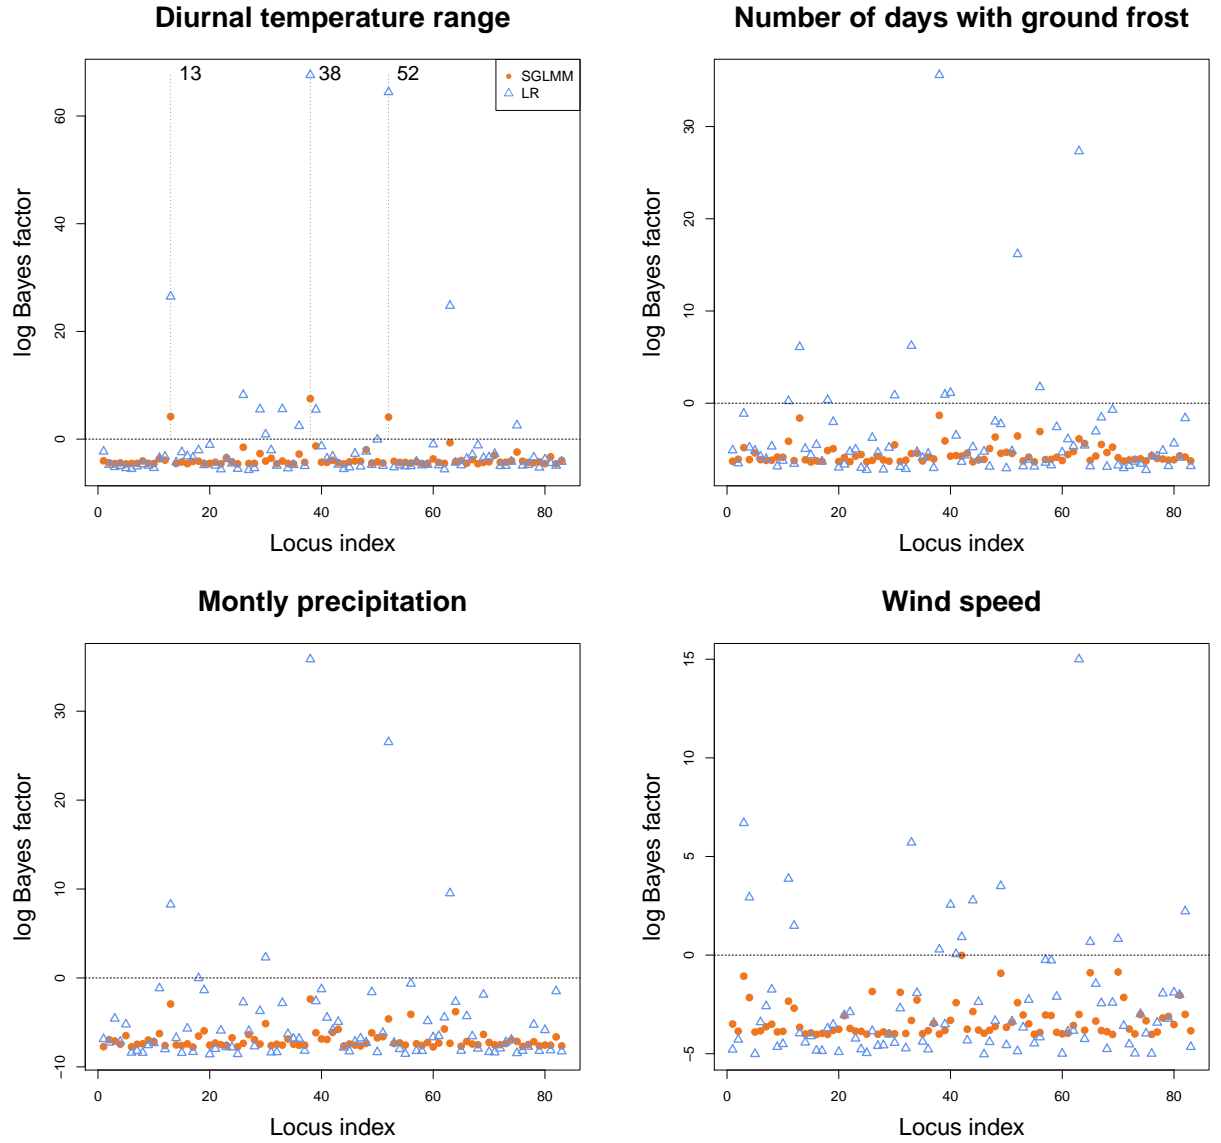 Diurnal temperature range
13 38 52
SGLMM
LR
log Bayes factor
0 20 40 60
0 20 40 60 80
Locus index
Number of days with ground frost
log Bayes factor
0 10 20 30
0 20 40 60 80
Locus index
Montly precipitation
log Bayes factor
−10 0 10 20 30
0 20 40 60 80
Locus index
Wind speed
log Bayes factor
−5 0 5 10 15
0 20 40 60 80
Locus index